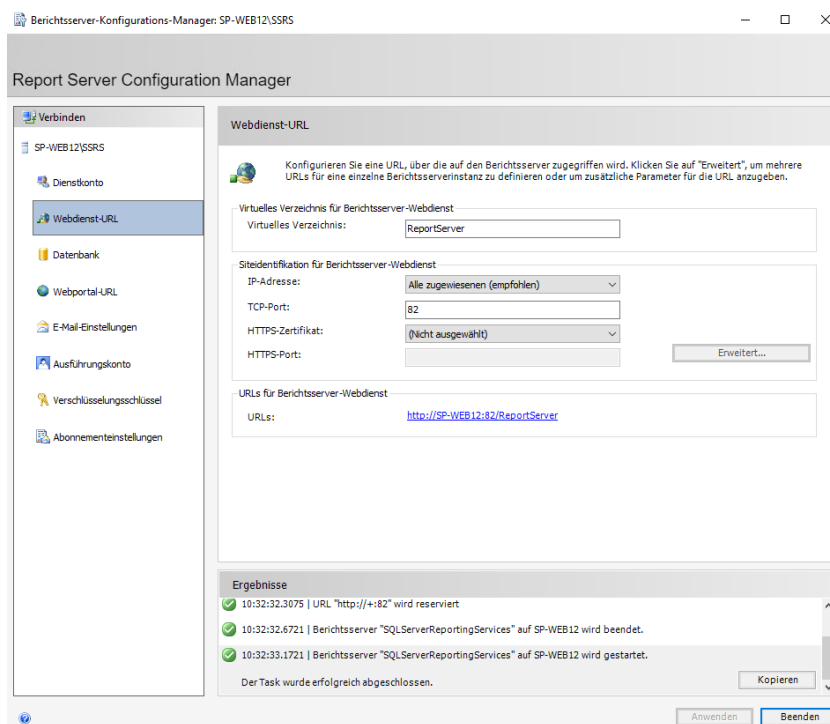 Berichtsserver-Konfigurations-Manager: SP-WEB12\SSRS
Report Server Configuration Manager
Verbinden
SP-WEB12\SSRS
Dienstkonto
Webdienst-URL
Datenbank
Webportal-URL
E-Mail-Einstellungen
Ausführungskonto
Verschlüsselungsschlüssel
Abonnementeinstellungen
Webdienst-URL
Konfigurieren Sie eine URL, über die auf den Berichtsserver zugegriffen wird. Klicken Sie auf "Erweitert", um mehrere
URLs für eine einzelne Berichtsserverinstanz zu definieren oder um zusätzliche Parameter für die URL anzugeben.
Virtuelles Verzeichnis für Berichtsserver-Webdienst
Virtuelles Verzeichnis: ReportServer
Siteidentifikation für Berichtsserver-Webdienst
IP-Adresse: Alle zugewiesenen (empfohlen)
TCP-Port: 82
HTTPS-Zertifikat: (Nicht ausgewählt)
HTTPS-Port: Erweitert...
URLs für Berichtsserver-Webdienst
URLs: http://SP-WEB12:82/ReportServer
Ergebnisse
10:32:32.3075 | URL "http://+:82" wird reserviert
10:32:32.6721 | Berichtsserver "SQLServerReportingServices" auf SP-WEB12 wird beendet.
10:32:33.1721 | Berichtsserver "SQLServerReportingServices" auf SP-WEB12 wird gestartet.
Der Task wurde erfolgreich abgeschlossen. Kopieren
Anwenden Beenden